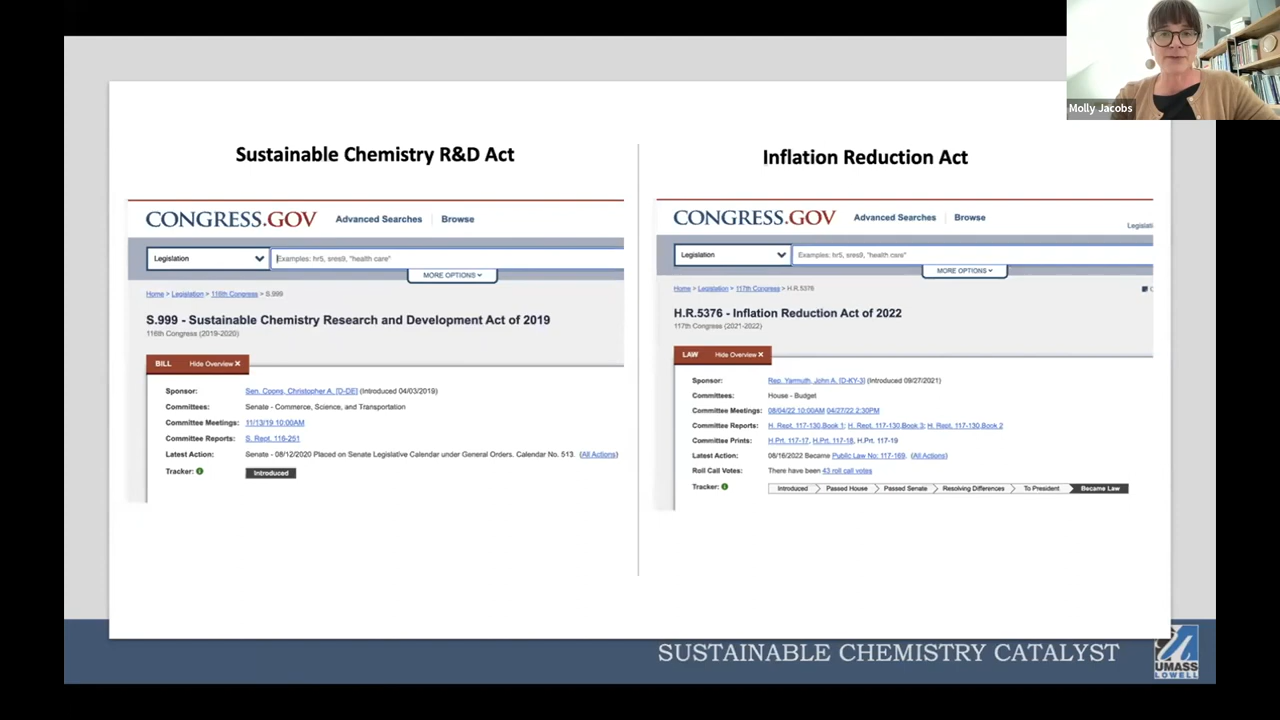 Molly Jacobs
Sustainable Chemistry R&D Act
CONGRESS.GOV Advanced Searches Browse
Legislation Examples: hr5, sres9, "health care"
MORE OPTIONS
Home > Legislation > 116th Congress > S.999
S.999 - Sustainable Chemistry Research and Development Act of 2019
116th Congress (2019-2020)
BILL Hide Overview ×
Sponsor: Sen. Coons, Christopher A. [D-DE] (Introduced 04/03/2019)
Committees: Senate - Commerce, Science, and Transportation
Committee Meetings: 11/13/19 10:00AM
Committee Reports: S. Rept. 116-251
Latest Action: Senate - 08/12/2020 Placed on Senate Legislative Calendar under General Orders. Calendar No. 513. (All Actions)
Tracker: Introduced
Inflation Reduction Act
CONGRESS.GOV Advanced Searches Browse
Legislati
Legislation Examples: hr5, sres9, "health care"
MORE OPTIONS
Home > Legislation > 117th Congress > H.R.5376
H.R.5376 - Inflation Reduction Act of 2022
117th Congress (2021-2022)
LAW Hide Overview ×
Sponsor: Rep. Yarmuth, John A. [D-KY-3] (Introduced 09/27/2021)
Committees: House - Budget
Committee Meetings: 08/04/22 10:00AM 04/27/22 2:30PM
Committee Reports: H. Rept. 117-130,Book 1; H. Rept. 117-130,Book 3; H. Rept. 117-130,Book 2
Committee Prints: H.Prt. 117-17, H.Prt. 117-18, H.Prt. 117-19
Latest Action: 08/16/2022 Became Public Law No: 117-169. (All Actions)
Roll Call Votes: There have been 43 roll call votes
Tracker: Introduced Passed House Passed Senate Resolving Differences To President Became Law
SUSTAINABLE CHEMISTRY CATALYST
UMASS
LOWELL